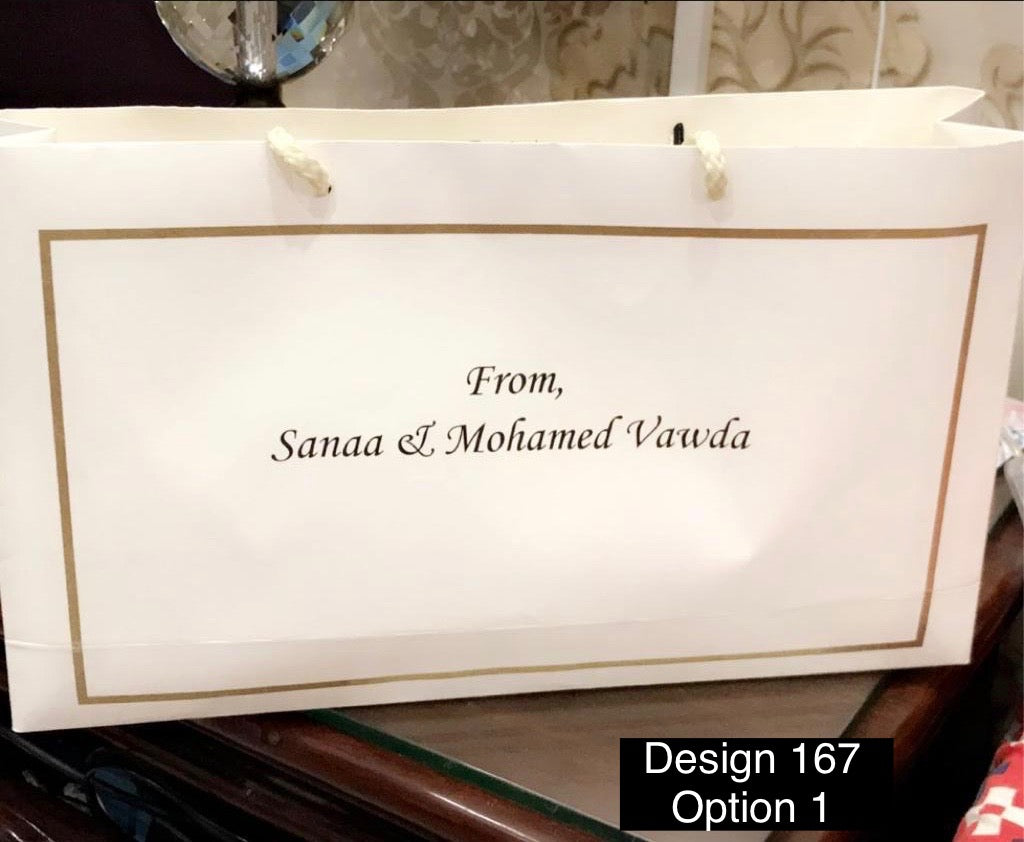 From,
Sanaa & Mohamed Vawda
Design 167
Option 1